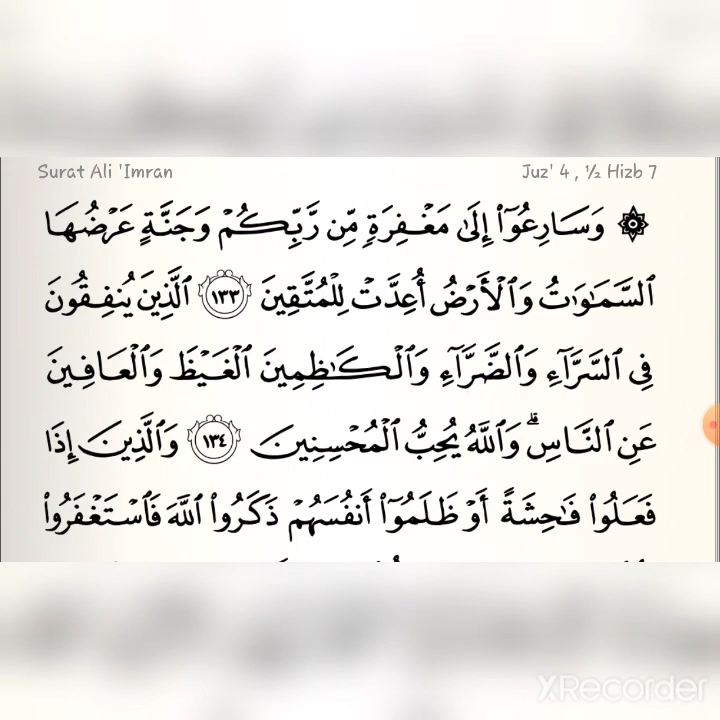 Surat Ali 'Imran
Juz' 4 , ½ Hizb 7
۞ وَسَارِعُوٓا۟ إِلَىٰ مَغْفِرَةٍ مِّن رَّبِّكُمْ وَجَنَّةٍ عَرْضُهَا
ٱلسَّمَـٰوَٰتُ وَٱلْأَرْضُ أُعِدَّتْ لِلْمُتَّقِينَ ١٣٣ ٱلَّذِينَ يُنفِقُونَ
فِى ٱلسَّرَّآءِ وَٱلضَّرَّآءِ وَٱلْكَـٰظِمِينَ ٱلْغَيْظَ وَٱلْعَافِينَ
عَنِ ٱلنَّاسِ ۗ وَٱللَّهُ يُحِبُّ ٱلْمُحْسِنِينَ ١٣٤ وَٱلَّذِينَ إِذَا
فَعَلُوا۟ فَـٰحِشَةً أَوْ ظَلَمُوٓا۟ أَنفُسَهُمْ ذَكَرُوا۟ ٱللَّهَ فَٱسْتَغْفَرُوا۟
XRecorder